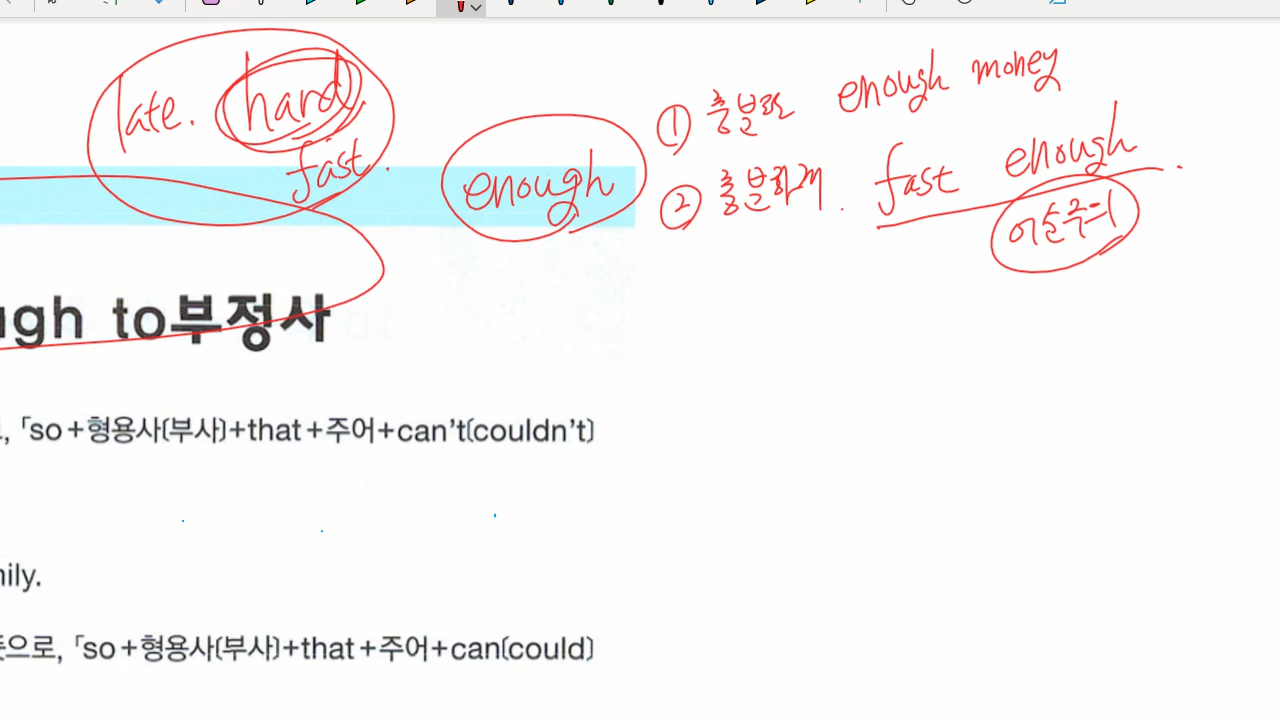 late. hard
fast.
enough
① 충분한 enough money
② 충분하게. fast enough.
어순주의
ugh to부정사
, 「so+형용사(부사)+that+주어+can't(couldn't)
ily.
으로, 「so+형용사(부사)+that+주어+can(could)